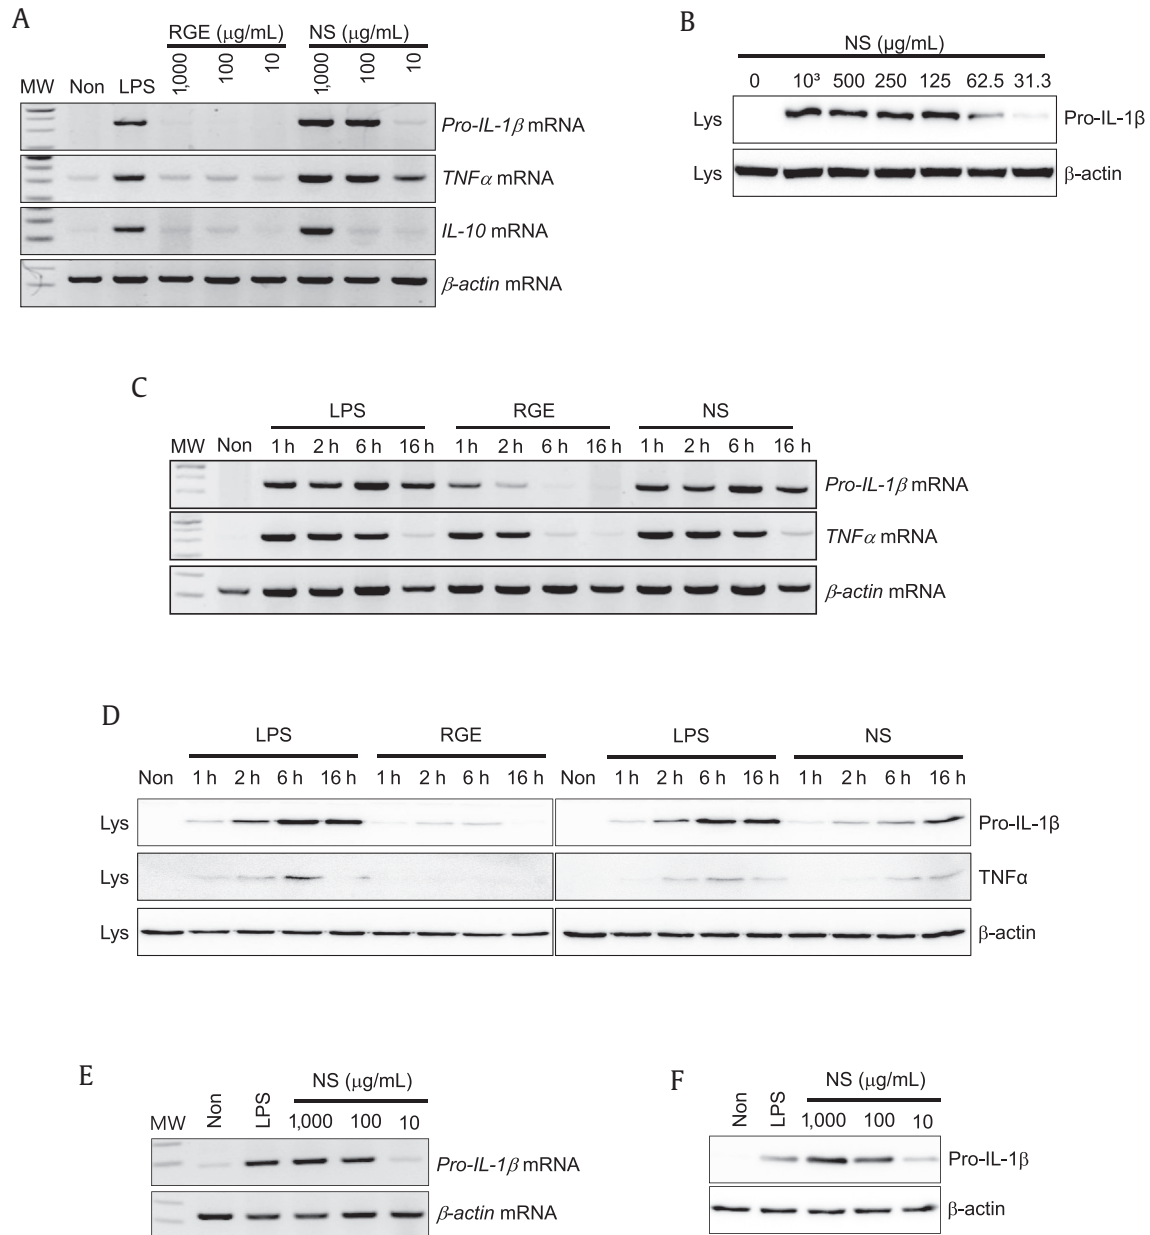 A
RGE (μg/mL) NS (μg/mL)
MW Non LPS 1,000 100 10 1,000 100 10
Pro-IL-1β mRNA
TNFα mRNA
IL-10 mRNA
β-actin mRNA
B
NS (μg/mL)
0 10³ 500 250 125 62.5 31.3
Lys Pro-IL-1β
Lys β-actin
C
LPS RGE NS
MW Non 1 h 2 h 6 h 16 h 1 h 2 h 6 h 16 h 1 h 2 h 6 h 16 h
Pro-IL-1β mRNA
TNFα mRNA
β-actin mRNA
D
LPS RGE LPS NS
Non 1 h 2 h 6 h 16 h 1 h 2 h 6 h 16 h Non 1 h 2 h 6 h 16 h 1 h 2 h 6 h 16 h
Lys Pro-IL-1β
Lys TNFα
Lys β-actin
E
NS (μg/mL)
MW Non LPS 1,000 100 10
Pro-IL-1β mRNA
β-actin mRNA
F
NS (μg/mL)
Non LPS 1,000 100 10
Pro-IL-1β
β-actin